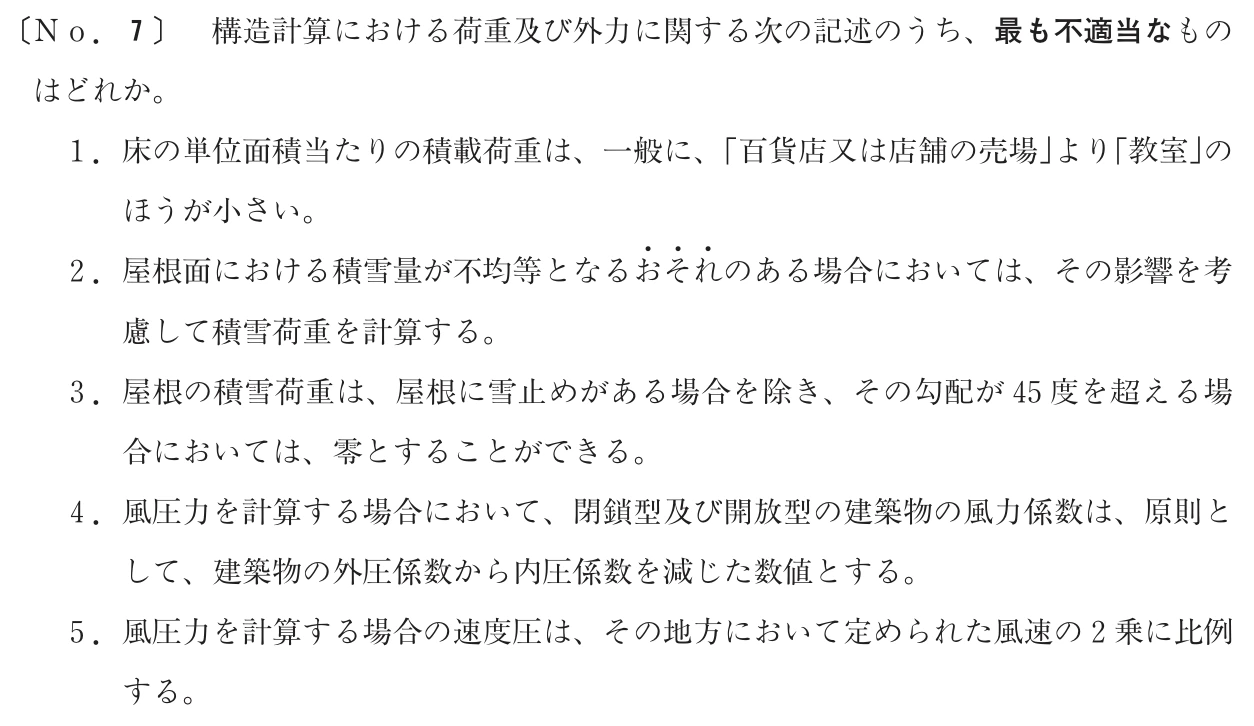 〔Ｎｏ．７〕　構造計算における荷重及び外力に関する次の記述のうち、最も不適当なもの
はどれか。
１．床の単位面積当たりの積載荷重は、一般に、「百貨店又は店舗の売場」より「教室」の
ほうが小さい。
２．屋根面における積雪量が不均等となるおそれのある場合においては、その影響を考
慮して積雪荷重を計算する。
３．屋根の積雪荷重は、屋根に雪止めがある場合を除き、その勾配が 45 度を超える場
合においては、零とすることができる。
４．風圧力を計算する場合において、閉鎖型及び開放型の建築物の風力係数は、原則と
して、建築物の外圧係数から内圧係数を減じた数値とする。
５．風圧力を計算する場合の速度圧は、その地方において定められた風速の 2 乗に比例
する。